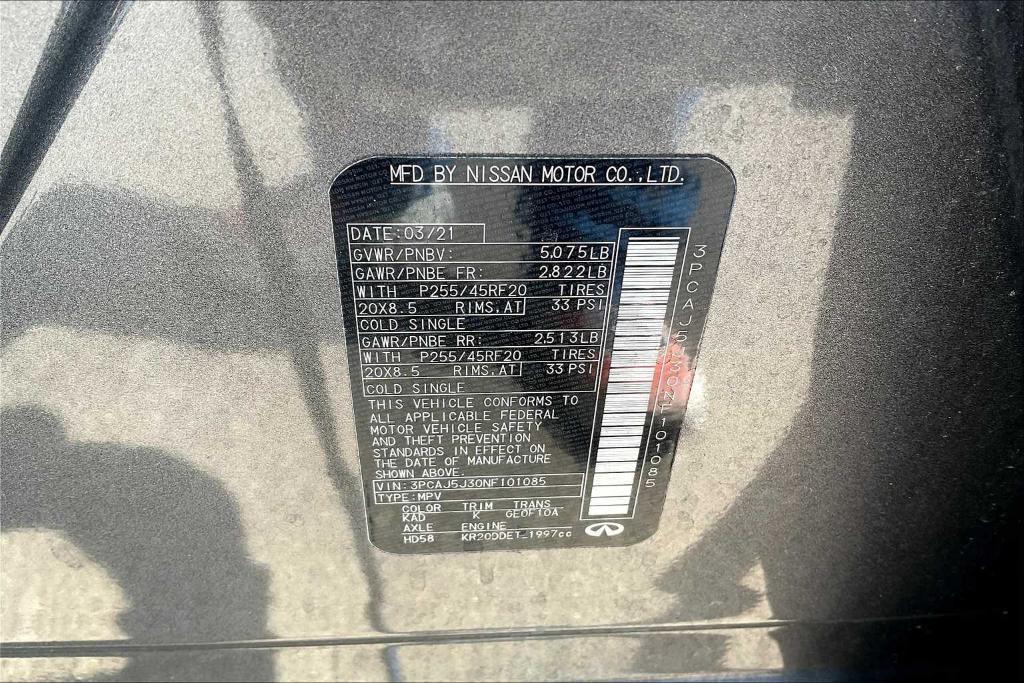 MFD BY NISSAN MOTOR CO.,LTD.
DATE:03/21
GVWR/PNBV: 5,075LB
GAWR/PNBE FR: 2,822LB
WITH P255/45RF20 TIRES
20X8.5 RIMS,AT 33 PSI
COLD SINGLE
GAWR/PNBE RR: 2,513LB
WITH P255/45RF20 TIRES
20X8.5 RIMS,AT 33 PSI
COLD SINGLE
THIS VEHICLE CONFORMS TO
ALL APPLICABLE FEDERAL
MOTOR VEHICLE SAFETY
AND THEFT PREVENTION
STANDARDS IN EFFECT ON
THE DATE OF MANUFACTURE
SHOWN ABOVE.
VIN:3PCAJ5J30NF101085
TYPE:MPV
COLOR TRIM TRANS
KAD K GE0F10A
AXLE ENGINE
HD58 KR20DDET 1997cc
3PCAJ5J30NF101085